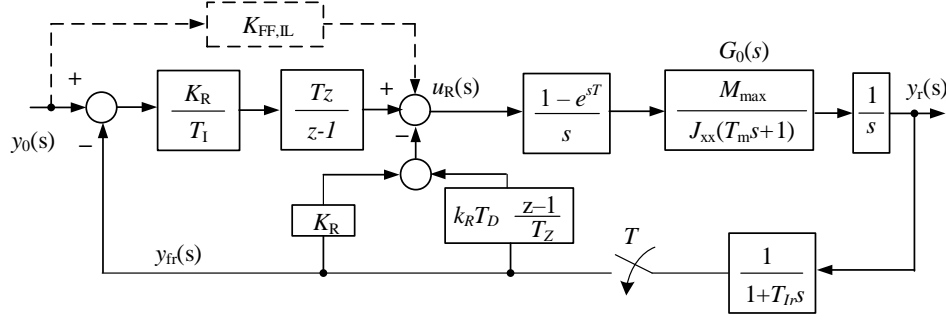 K_FF,IL
G_0(s)
y_0(s)
+
−
K_R
T_I
Tz
z-1
+
−
u_R(s)
1 – e^sT
s
M_max
J_xx(T_m s+1)
1
s
y_r(s)
K_R
k_R T_D z–1
T_Z
y_fr(s)
T
1
1+T_Ir s